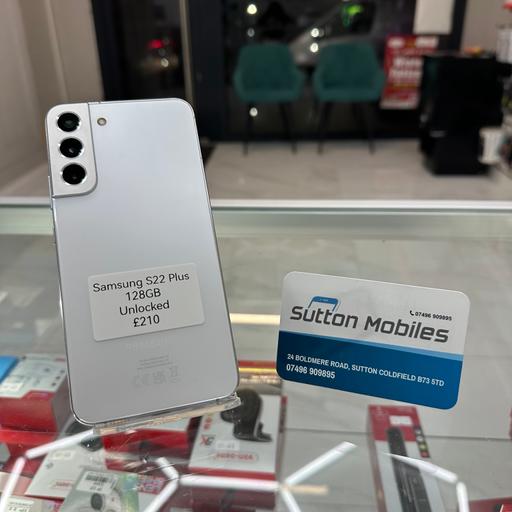 Samsung S22 Plus
128GB
Unlocked
£210
07496 909895
Sutton Mobiles
24 BOLDMERE ROAD, SUTTON COLDFIELD B73 5TD
07496 909895